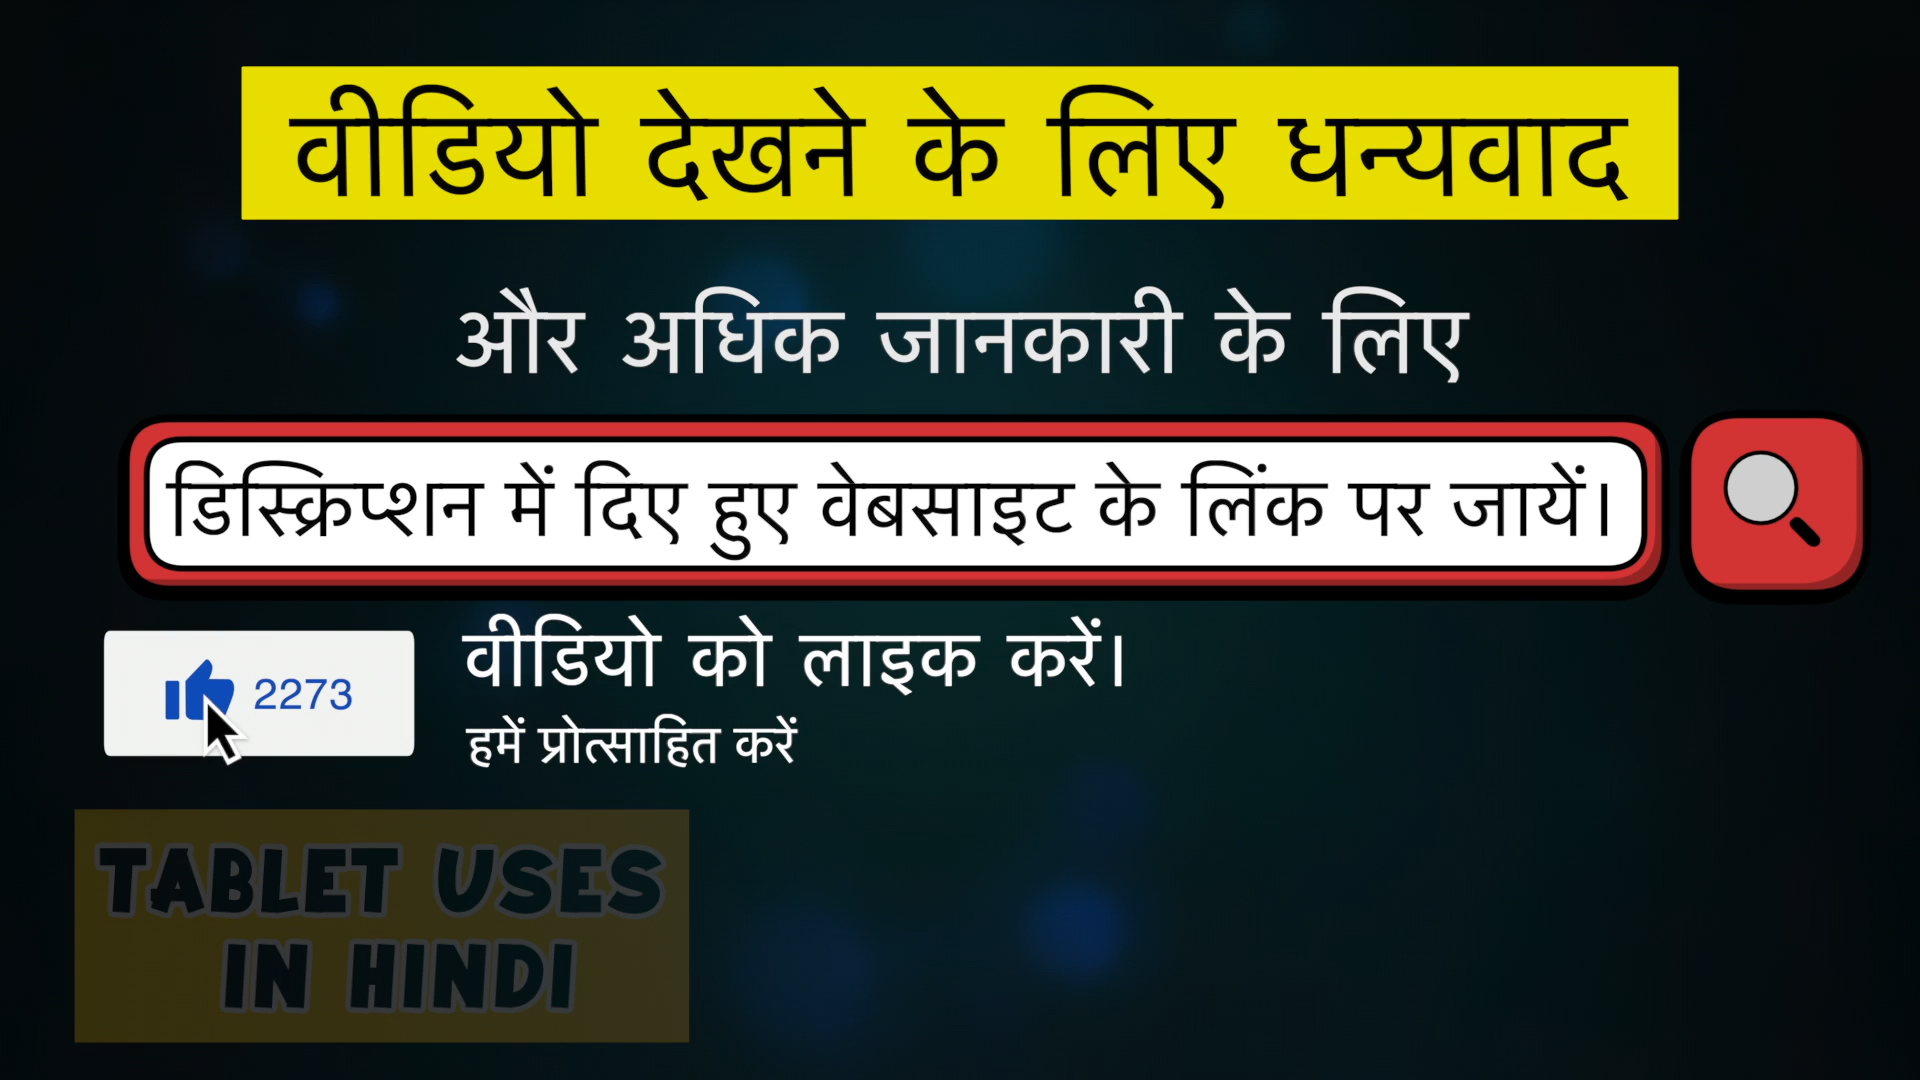 वीडियो देखने के लिए धन्यवाद
और अधिक जानकारी के लिए
डिस्क्रिप्शन में दिए हुए वेबसाइट के लिंक पर जायें।
2273
वीडियो को लाइक करें।
हमें प्रोत्साहित करें
TABLET USES
IN HINDI